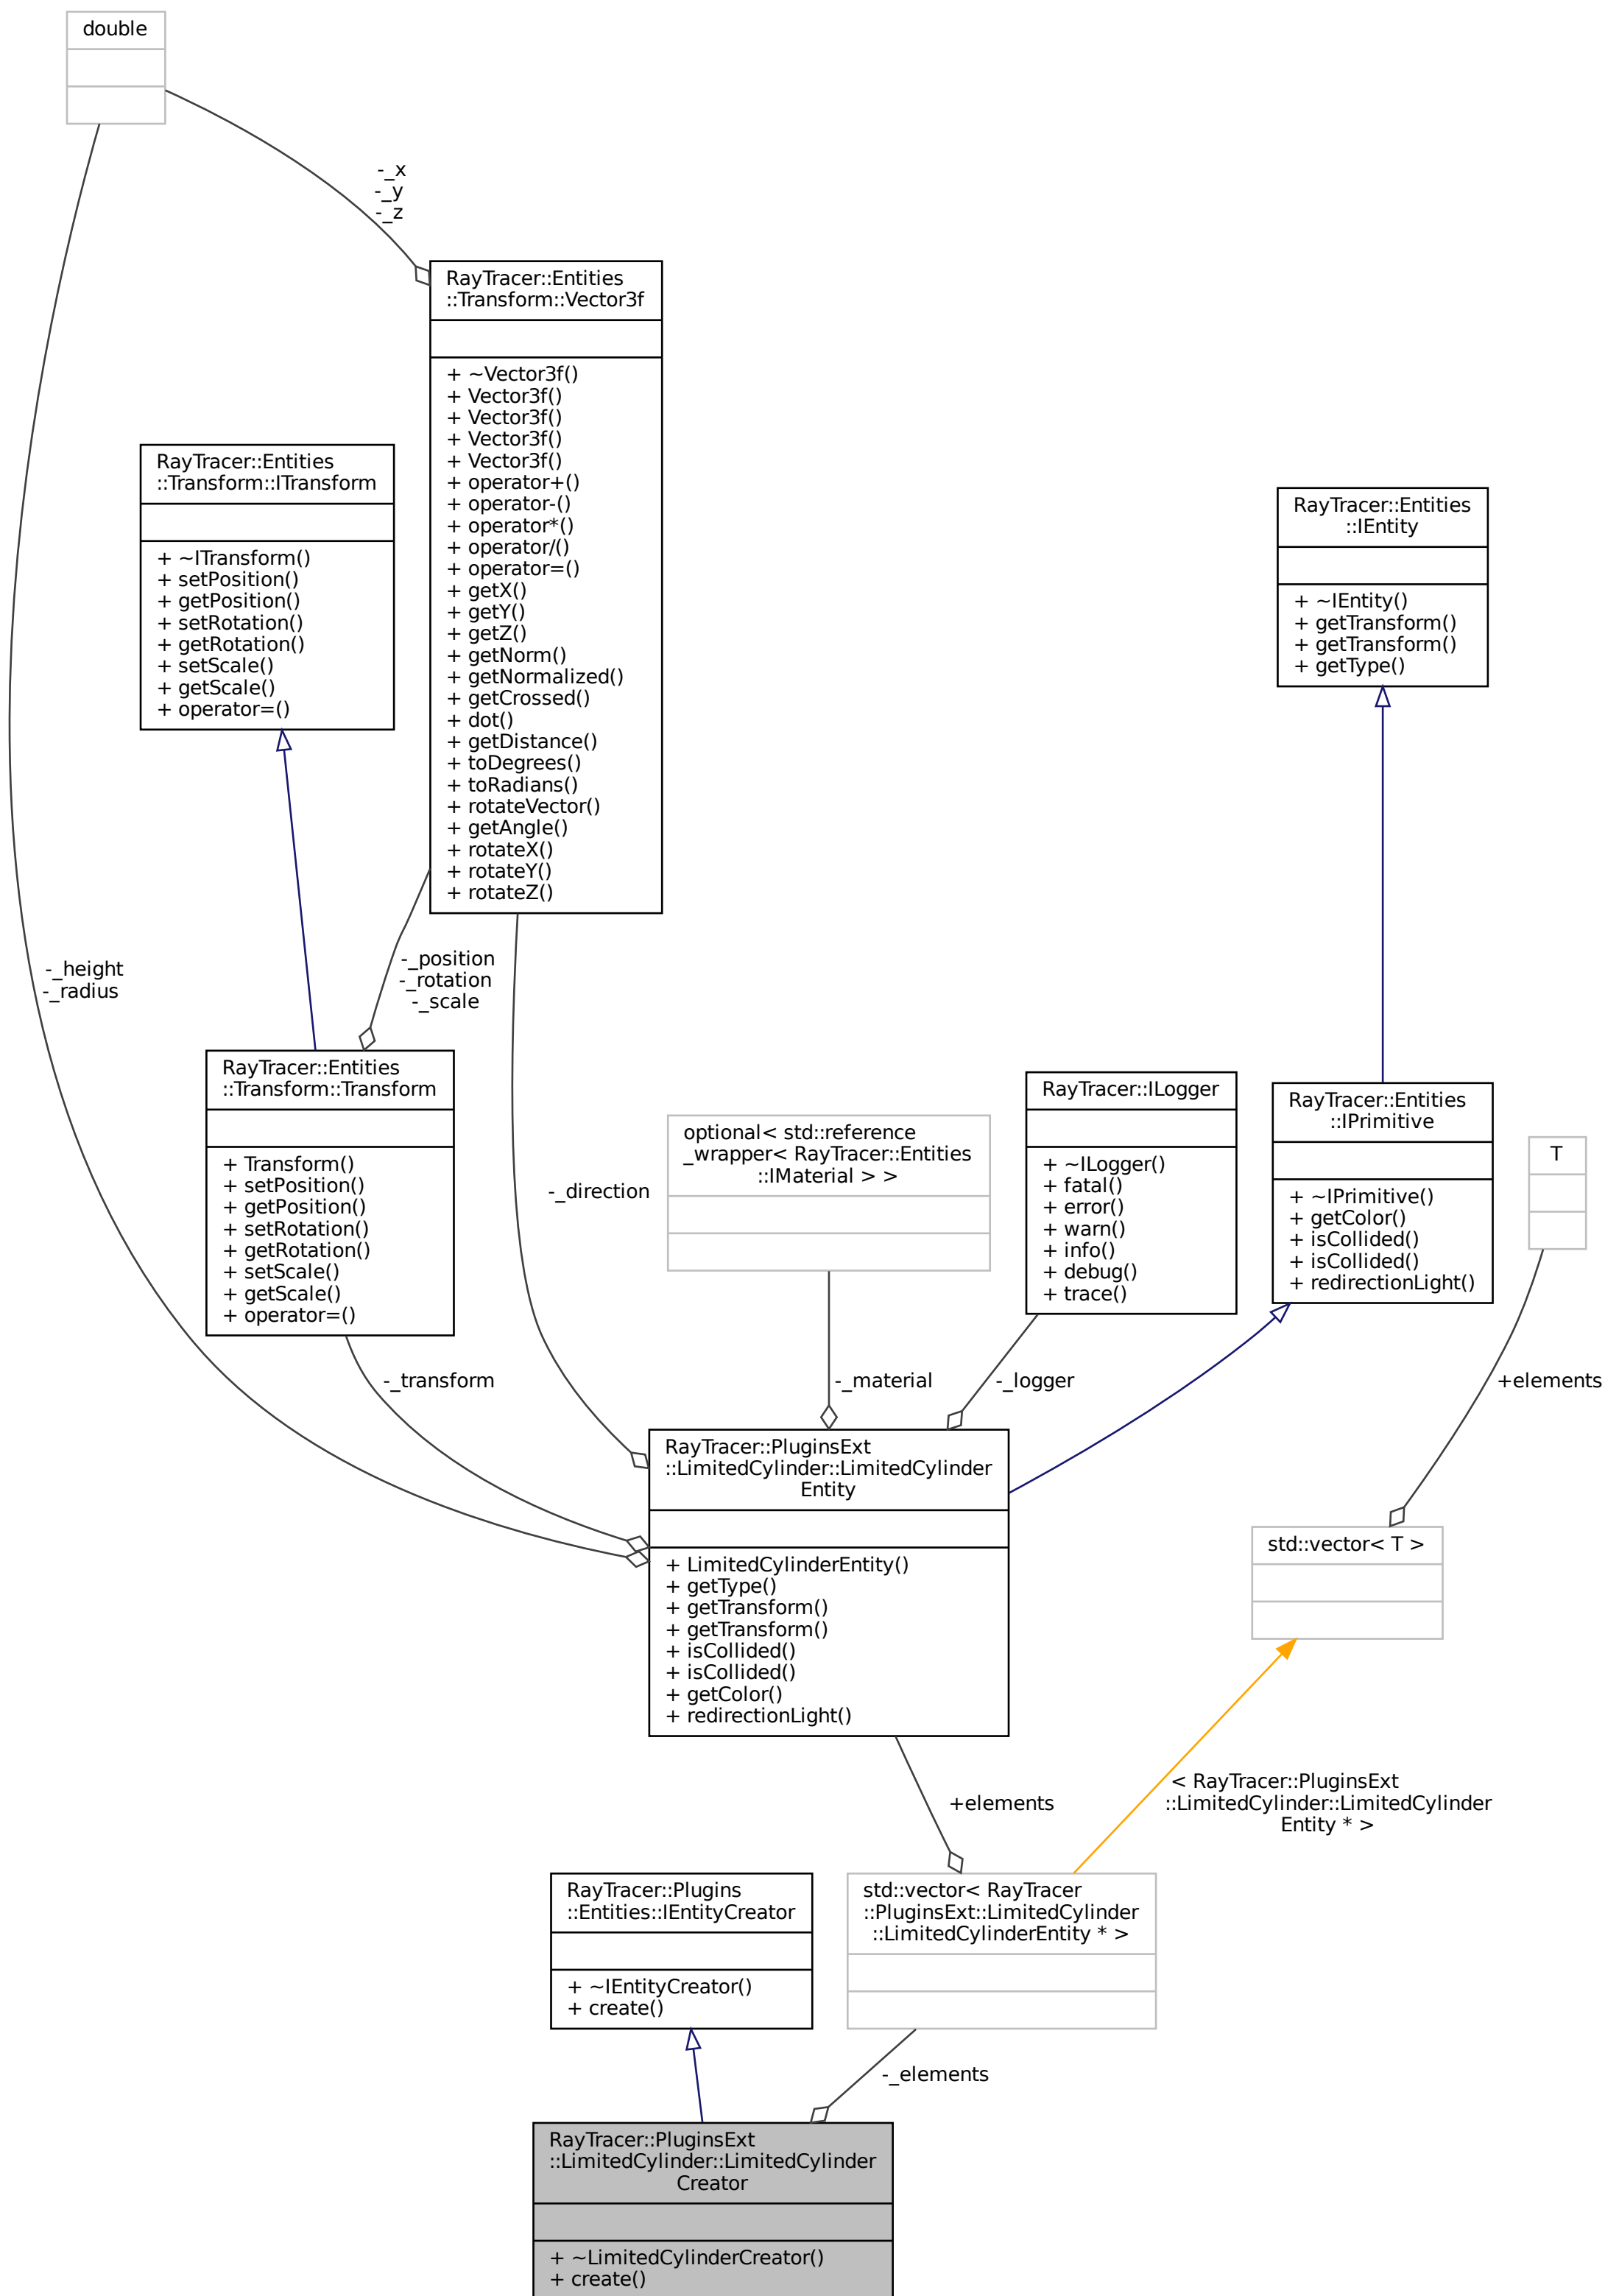 double
-_x
-_y
-_z
RayTracer::Entities
::Transform::Vector3f
+ ~Vector3f()
+ Vector3f()
+ Vector3f()
+ Vector3f()
+ Vector3f()
+ operator+()
+ operator-()
+ operator*()
+ operator/()
+ operator=()
+ getX()
+ getY()
+ getZ()
+ getNorm()
+ getNormalized()
+ getCrossed()
+ dot()
+ getDistance()
+ toDegrees()
+ toRadians()
+ rotateVector()
+ getAngle()
+ rotateX()
+ rotateY()
+ rotateZ()
RayTracer::Entities
::Transform::ITransform
+ ~ITransform()
+ setPosition()
+ getPosition()
+ setRotation()
+ getRotation()
+ setScale()
+ getScale()
+ operator=()
RayTracer::Entities
::IEntity
+ ~IEntity()
+ getTransform()
+ getTransform()
+ getType()
-_height
-_radius
-_position
-_rotation
-_scale
RayTracer::Entities
::Transform::Transform
+ Transform()
+ setPosition()
+ getPosition()
+ setRotation()
+ getRotation()
+ setScale()
+ getScale()
+ operator=()
-_direction
optional< std::reference
_wrapper< RayTracer::Entities
::IMaterial > >
RayTracer::ILogger
+ ~ILogger()
+ fatal()
+ error()
+ warn()
+ info()
+ debug()
+ trace()
RayTracer::Entities
::IPrimitive
+ ~IPrimitive()
+ getColor()
+ isCollided()
+ isCollided()
+ redirectionLight()
T
-_transform
-_material
-_logger
+elements
RayTracer::PluginsExt
::LimitedCylinder::LimitedCylinder
Entity
+ LimitedCylinderEntity()
+ getType()
+ getTransform()
+ getTransform()
+ isCollided()
+ isCollided()
+ getColor()
+ redirectionLight()
std::vector< T >
+elements
< RayTracer::PluginsExt
::LimitedCylinder::LimitedCylinder
Entity * >
RayTracer::Plugins
::Entities::IEntityCreator
+ ~IEntityCreator()
+ create()
std::vector< RayTracer
::PluginsExt::LimitedCylinder
::LimitedCylinderEntity * >
-_elements
RayTracer::PluginsExt
::LimitedCylinder::LimitedCylinder
Creator
+ ~LimitedCylinderCreator()
+ create()